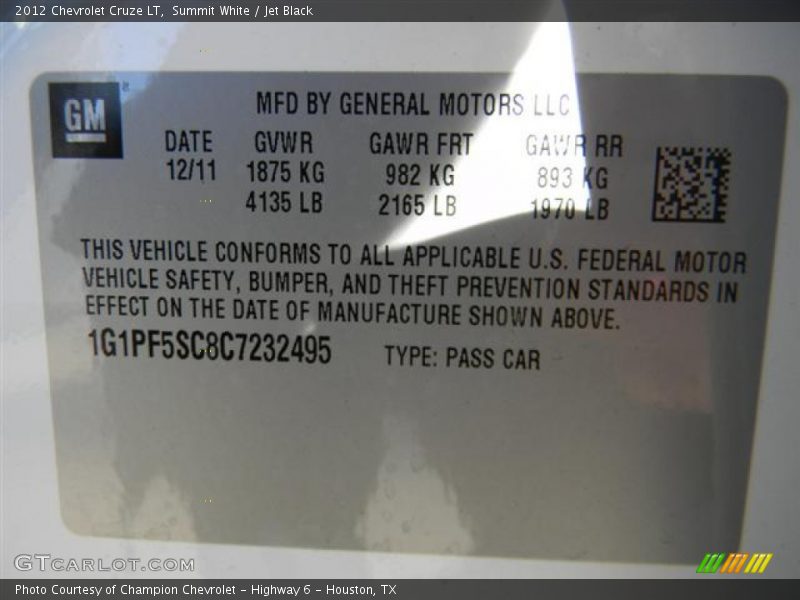 2012 Chevrolet Cruze LT,  Summit White / Jet Black
GM
MFD BY GENERAL MOTORS LLC
DATE GVWR GAWR FRT GAWR RR
12/11 1875 KG 982 KG 893 KG
4135 LB 2165 LB 1970 LB
THIS VEHICLE CONFORMS TO ALL APPLICABLE U.S. FEDERAL MOTOR
VEHICLE SAFETY, BUMPER, AND THEFT PREVENTION STANDARDS IN
EFFECT ON THE DATE OF MANUFACTURE SHOWN ABOVE.
1G1PF5SC8C7232495 TYPE: PASS CAR
GTCARLOT.COM
Photo Courtesy of Champion Chevrolet - Highway 6 - Houston, TX